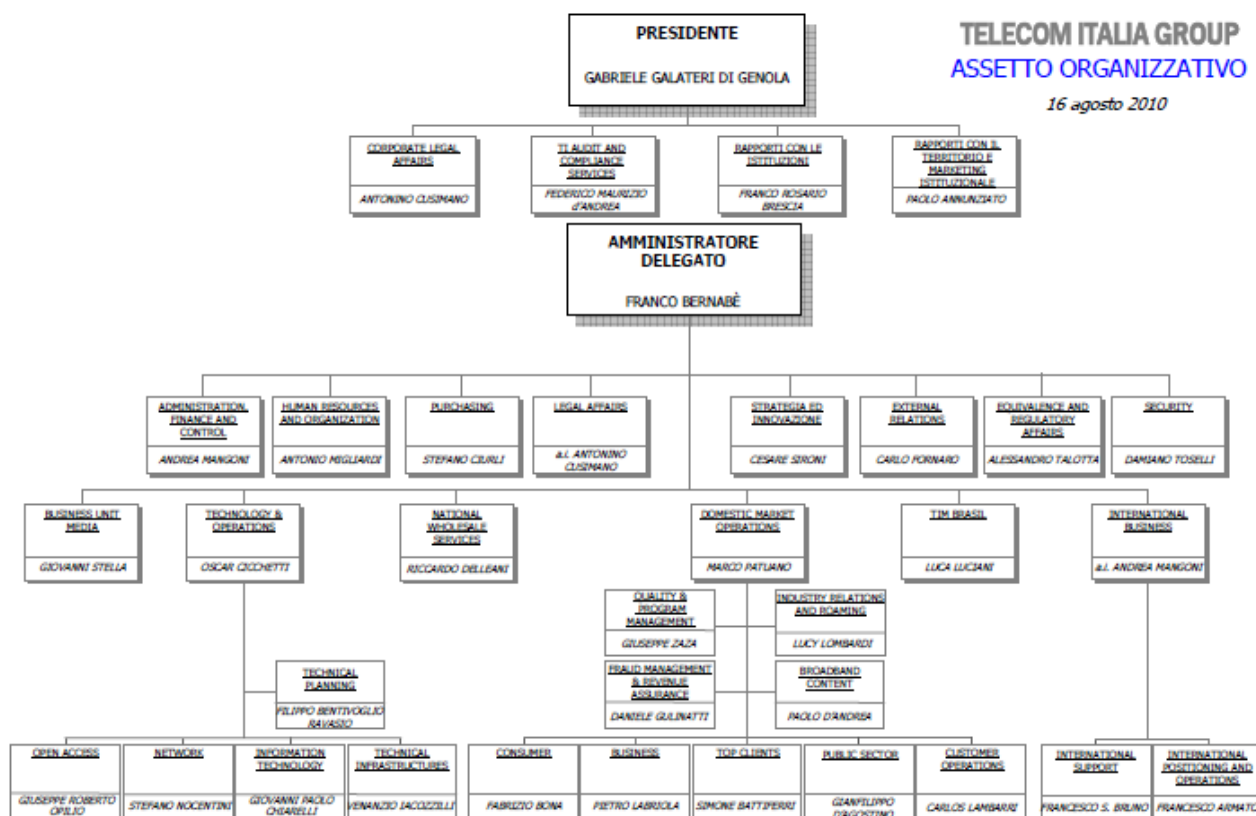 PRESIDENTE
GABRIELE GALATERI DI GENOLA
TELECOM ITALIA GROUP
ASSETTO ORGANIZZATIVO
16 agosto 2010
CORPORATE LEGAL
AFFAIRS
ANTONINO CUSIMANO
TI AUDIT AND
COMPLIANCE
SERVICES
FEDERICO MAURIZIO
d'ANDREA
RAPPORTI CON LE
ISTITUZIONI
FRANCO ROSARIO
BRESCIA
RAPPORTI CON IL
TERRITORIO E
MARKETING
ISTITUZIONALE
PAOLO ANNUNZIATO
AMMINISTRATORE
DELEGATO
FRANCO BERNABÈ
ADMINISTRATION,
FINANCE AND
CONTROL
ANDREA MANGONI
HUMAN RESOURCES
AND ORGANIZATION
ANTONIO MIGLIARDI
PURCHASING
STEFANO CIURLI
LEGAL AFFAIRS
a.i. ANTONINO
CUSIMANO
STRATEGIA ED
INNOVAZIONE
CESARE SIRONI
EXTERNAL
RELATIONS
CARLO FORNARO
EQUIVALENCE AND
REGULATORY
AFFAIRS
ALESSANDRO TALOTTA
SECURITY
DAMIANO TOSELLI
BUSINESS UNIT
MEDIA
GIOVANNI STELLA
TECHNOLOGY &
OPERATIONS
OSCAR CICCHETTI
NATIONAL
WHOLESALE
SERVICES
RICCARDO DELLEANI
DOMESTIC MARKET
OPERATIONS
MARCO PATUANO
TIM BRASIL
LUCA LUCIANI
INTERNATIONAL
BUSINESS
a.i. ANDREA MANGONI
QUALITY &
PROGRAM
MANAGEMENT
GIUSEPPE ZAZA
INDUSTRY RELATIONS
AND ROAMING
LUCY LOMBARDI
FRAUD MANAGEMENT
& REVENUE
ASSURANCE
DANIELE GULINATTI
BROADBAND
CONTENT
PAOLO D'ANDREA
TECHNICAL
PLANNING
FILIPPO BENTIVOGLIO
RAVASIO
OPEN ACCESS
GIUSEPPE ROBERTO
OPILIO
NETWORK
STEFANO NOCENTINI
INFORMATION
TECHNOLOGY
GIOVANNI PAOLO
CHIARELLI
TECHNICAL
INFRASTRUCTURES
VENANZIO IACOZZILLI
CONSUMER
FABRIZIO BONA
BUSINESS
PIETRO LABRIOLA
TOP CLIENTS
SIMONE BATTIFERRI
PUBLIC SECTOR
GIANFILIPPO
D'AGOSTINO
CUSTOMER
OPERATIONS
CARLOS LAMBARRI
INTERNATIONAL
SUPPORT
FRANCESCO S. BRUNO
INTERNATIONAL
POSITIONING AND
OPERATIONS
FRANCESCO ARMATO